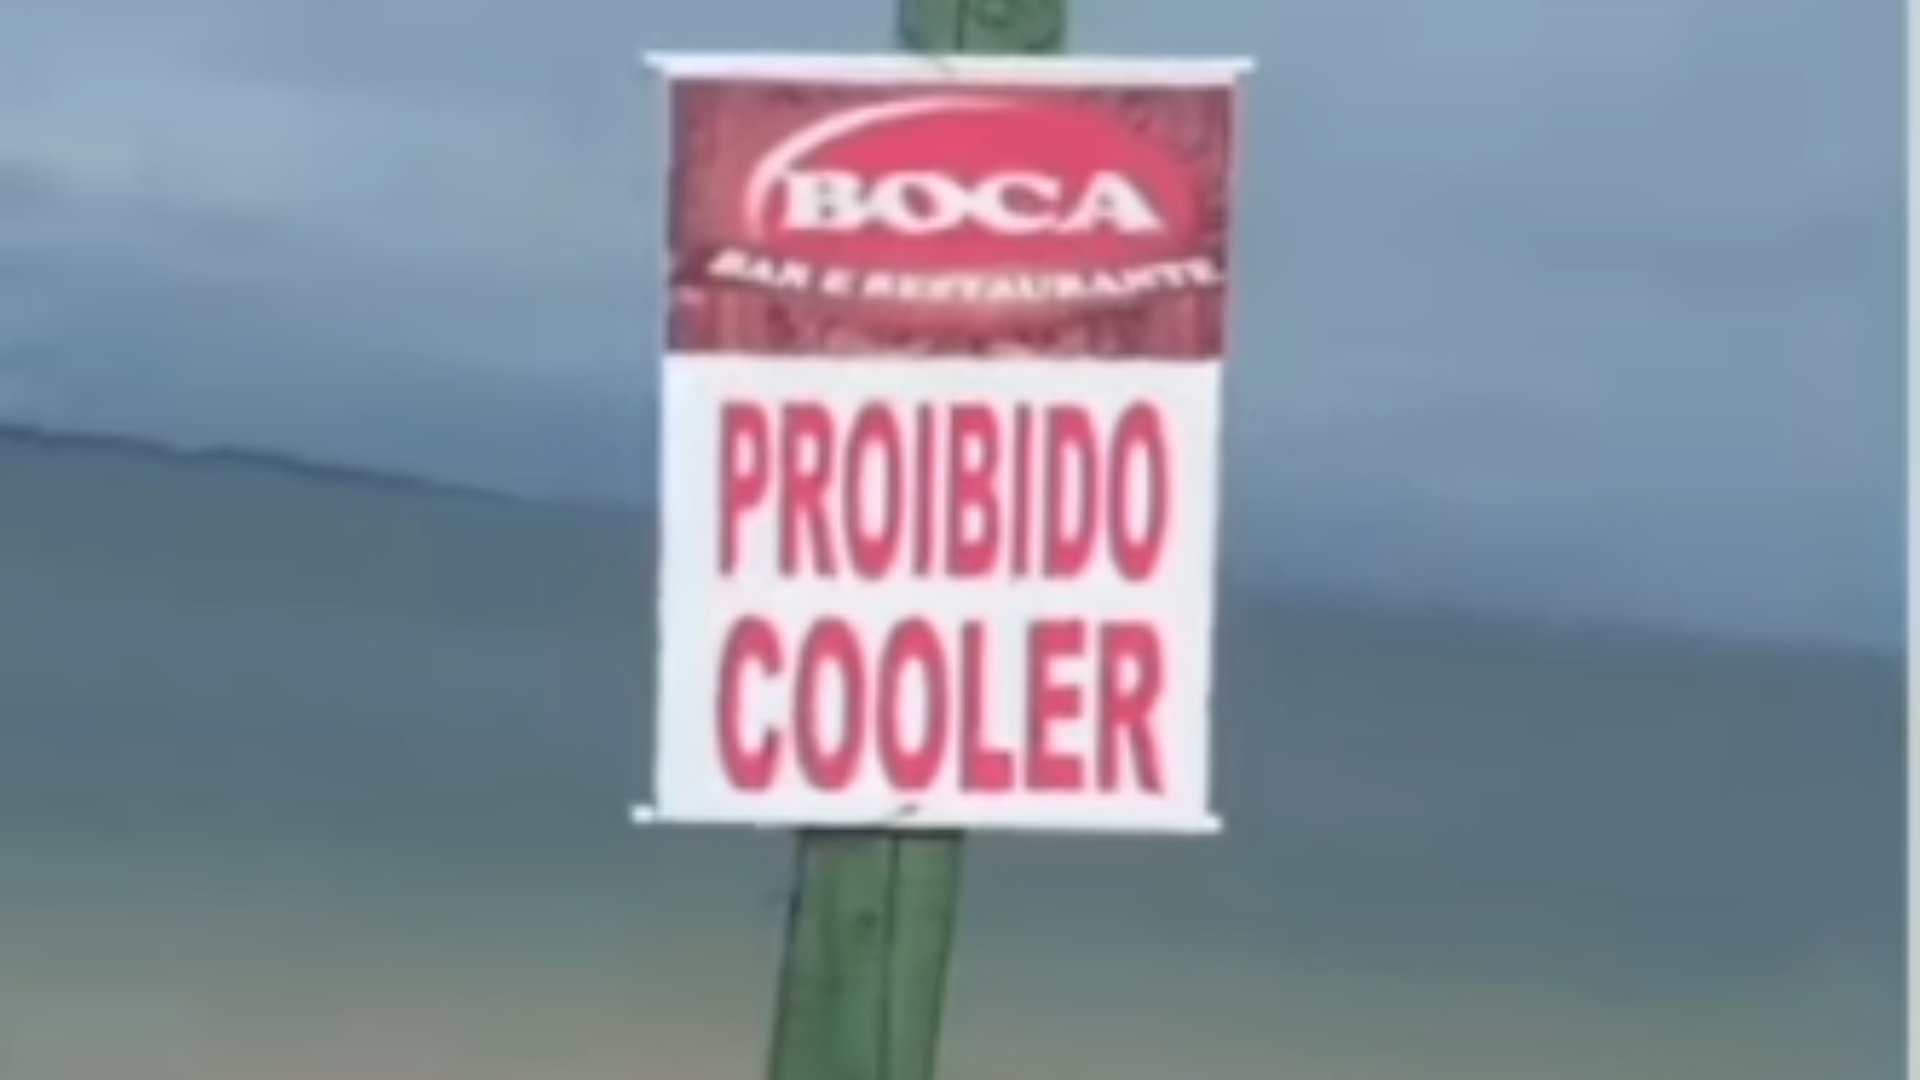 BOCA
BAR E RESTAURANTE
PROIBIDO
COOLER